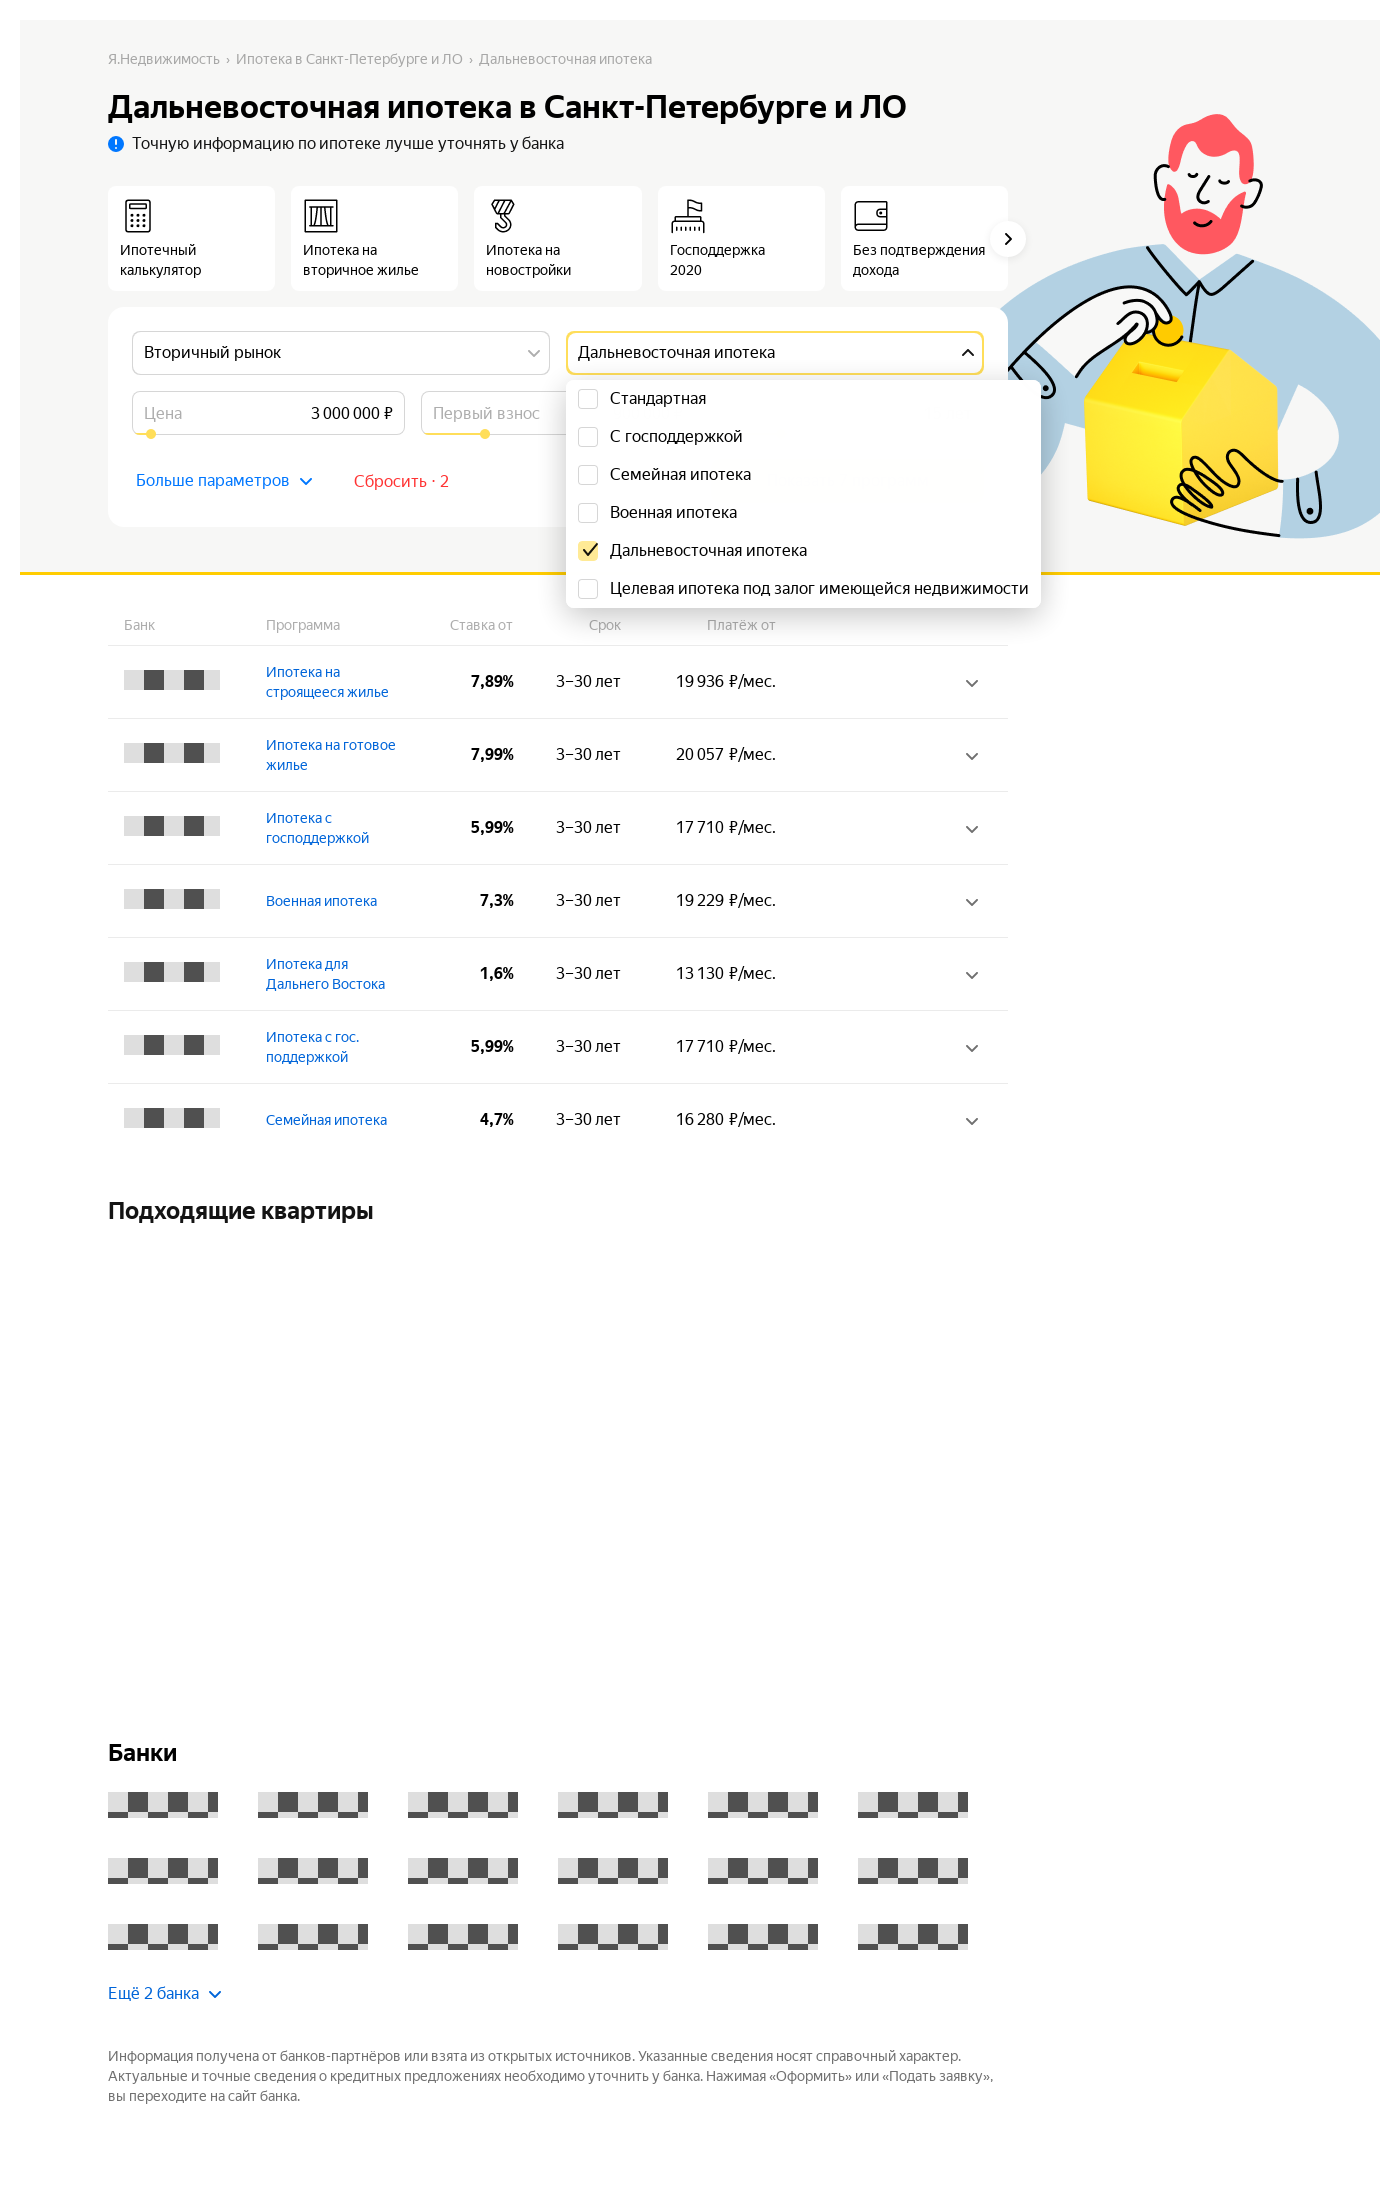 Я.Недвижимость › Ипотека в Санкт-Петербурге и ЛО › Дальневосточная ипотека
Дальневосточная ипотека в Санкт-Петербурге и ЛО
Точную информацию по ипотеке лучше уточнять у банка
Ипотечный
калькулятор
Ипотека на
вторичное жилье
Ипотека на
новостройки
Господдержка
2020
Без подтверждения
дохода
Вторичный рынок
Дальневосточная ипотека
Цена 3 000 000 ₽
Первый взнос
Стандартная
С господдержкой
Семейная ипотека
Военная ипотека
Дальневосточная ипотека
Целевая ипотека под залог имеющейся недвижимости
Больше параметров
Сбросить · 2
Банк Программа Ставка от Срок Платёж от
Ипотека на
строящееся жилье
7,89% 3–30 лет 19 936 ₽/мес.
Ипотека на готовое
жилье
7,99% 3–30 лет 20 057 ₽/мес.
Ипотека с
господдержкой
5,99% 3–30 лет 17 710 ₽/мес.
Военная ипотека 7,3% 3–30 лет 19 229 ₽/мес.
Ипотека для
Дальнего Востока
1,6% 3–30 лет 13 130 ₽/мес.
Ипотека с гос.
поддержкой
5,99% 3–30 лет 17 710 ₽/мес.
Семейная ипотека 4,7% 3–30 лет 16 280 ₽/мес.
Подходящие квартиры
Банки
Ещё 2 банка
Информация получена от банков-партнёров или взята из открытых источников. Указанные сведения носят справочный характер.
Актуальные и точные сведения о кредитных предложениях необходимо уточнить у банка. Нажимая «Оформить» или «Подать заявку»,
вы переходите на сайт банка.